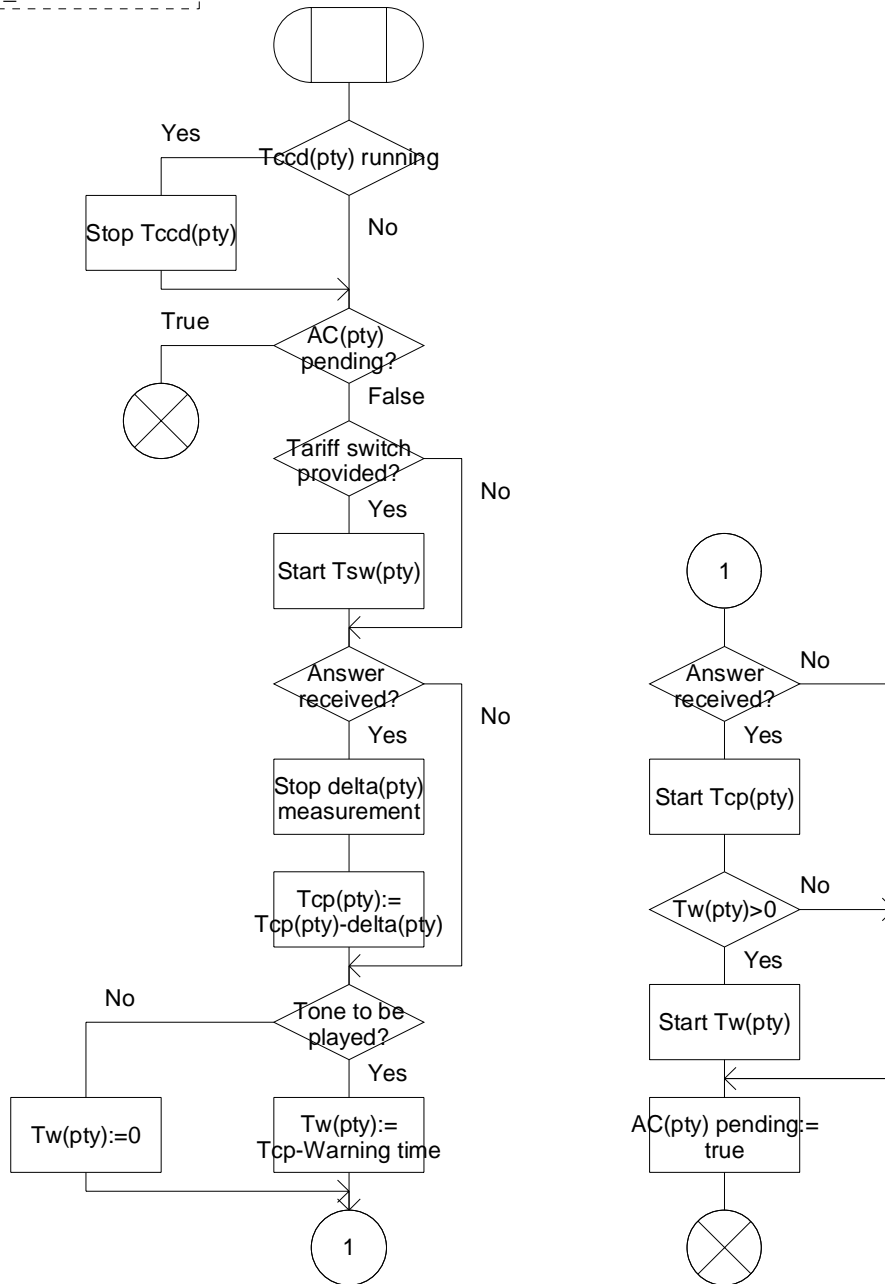 Yes
Tccd(pty) running
Stop Tccd(pty)
No
True
AC(pty)
pending?
False
Tariff switch
provided?
No
Yes
Start Tsw(pty)
Answer
received?
No
Yes
Stop delta(pty)
measurement
Tcp(pty):=
Tcp(pty)-delta(pty)
No
Tone to be
played?
Yes
Tw(pty):=0
Tw(pty):=
Tcp-Warning time
1
1
Answer
received?
No
Yes
Start Tcp(pty)
Tw(pty)>0
No
Yes
Start Tw(pty)
AC(pty) pending:=
true